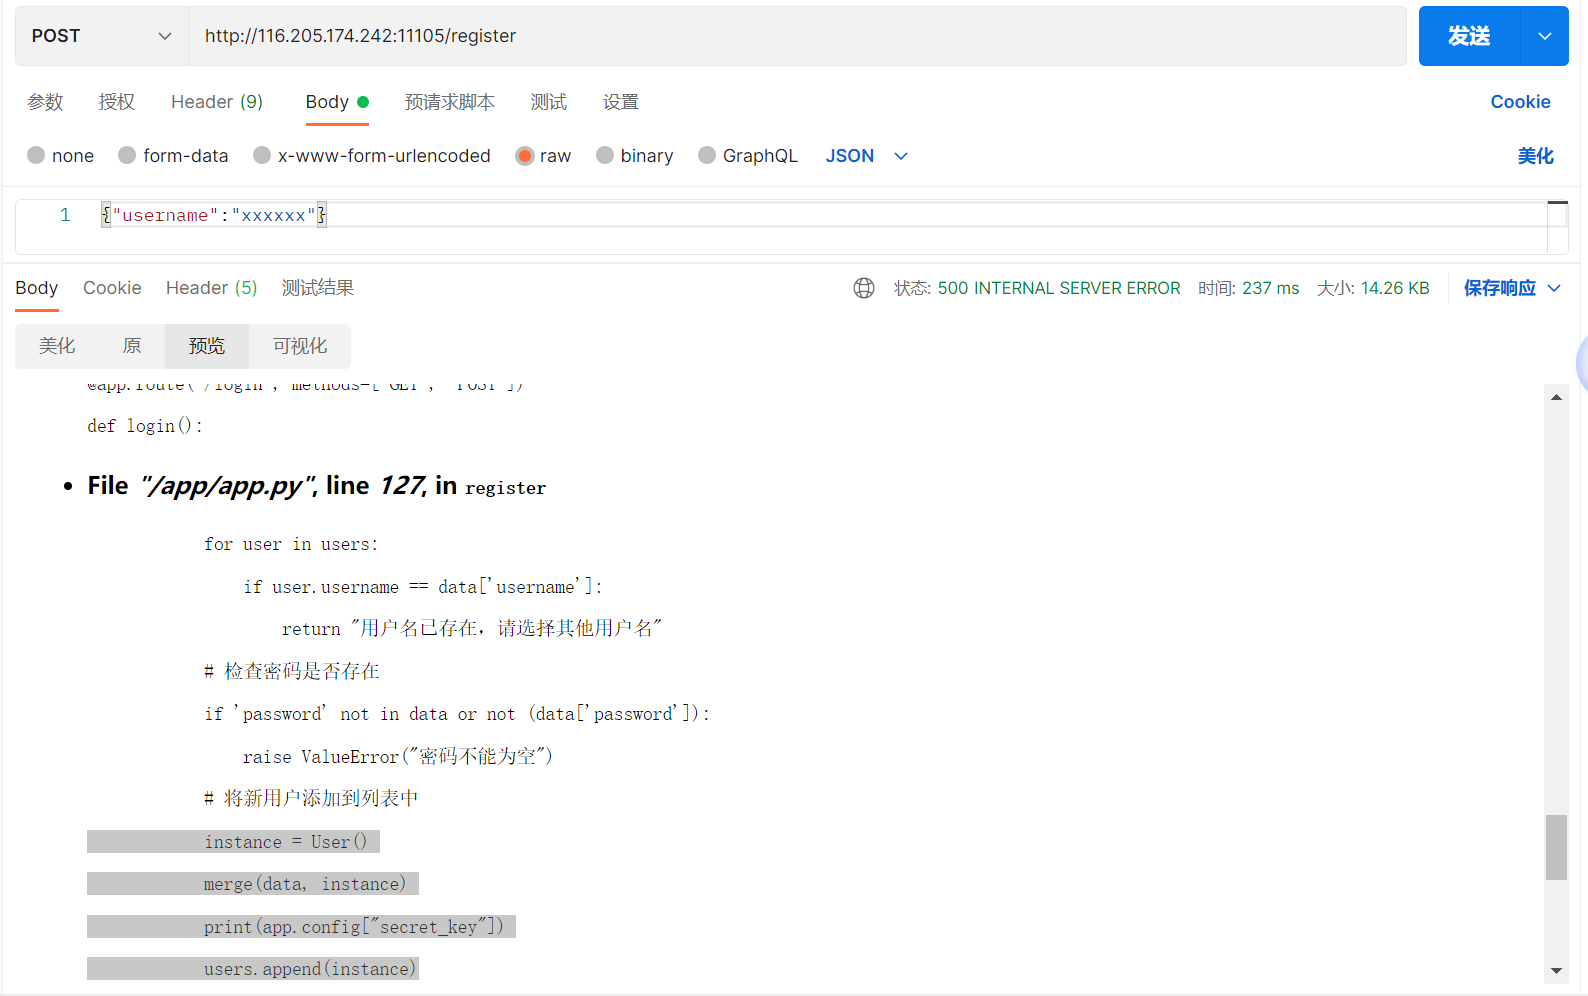 POST http://116.205.174.242:11105/register 发送
参数 授权 Header (9) Body 预请求脚本 测试 设置 Cookie
none form-data x-www-form-urlencoded raw binary GraphQL JSON 美化
1 {"username":"xxxxxx"}
Body Cookie Header (5) 测试结果 状态: 500 INTERNAL SERVER ERROR 时间: 237 ms 大小: 14.26 KB 保存响应
美化 原 预览 可视化
@app.route('/login', methods=['GET', 'POST'])
def login():
• File "/app/app.py", line 127, in register
for user in users:
if user.username == data['username']:
return "用户名已存在，请选择其他用户名"
# 检查密码是否存在
if 'password' not in data or not (data['password']):
raise ValueError("密码不能为空")
# 将新用户添加到列表中
instance = User()
merge(data, instance)
print(app.config["secret_key"])
users.append(instance)